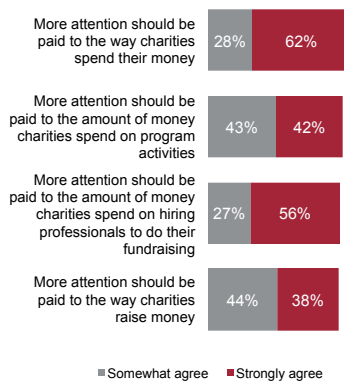 More attention should be
paid to the way charities
spend their money
28% 62%
More attention should be
paid to the amount of money
charities spend on program
activities
43% 42%
More attention should be
paid to the amount of money
charities spend on hiring
professionals to do their
fundraising
27% 56%
More attention should be
paid to the way charities
raise money
44% 38%
Somewhat agree Strongly agree